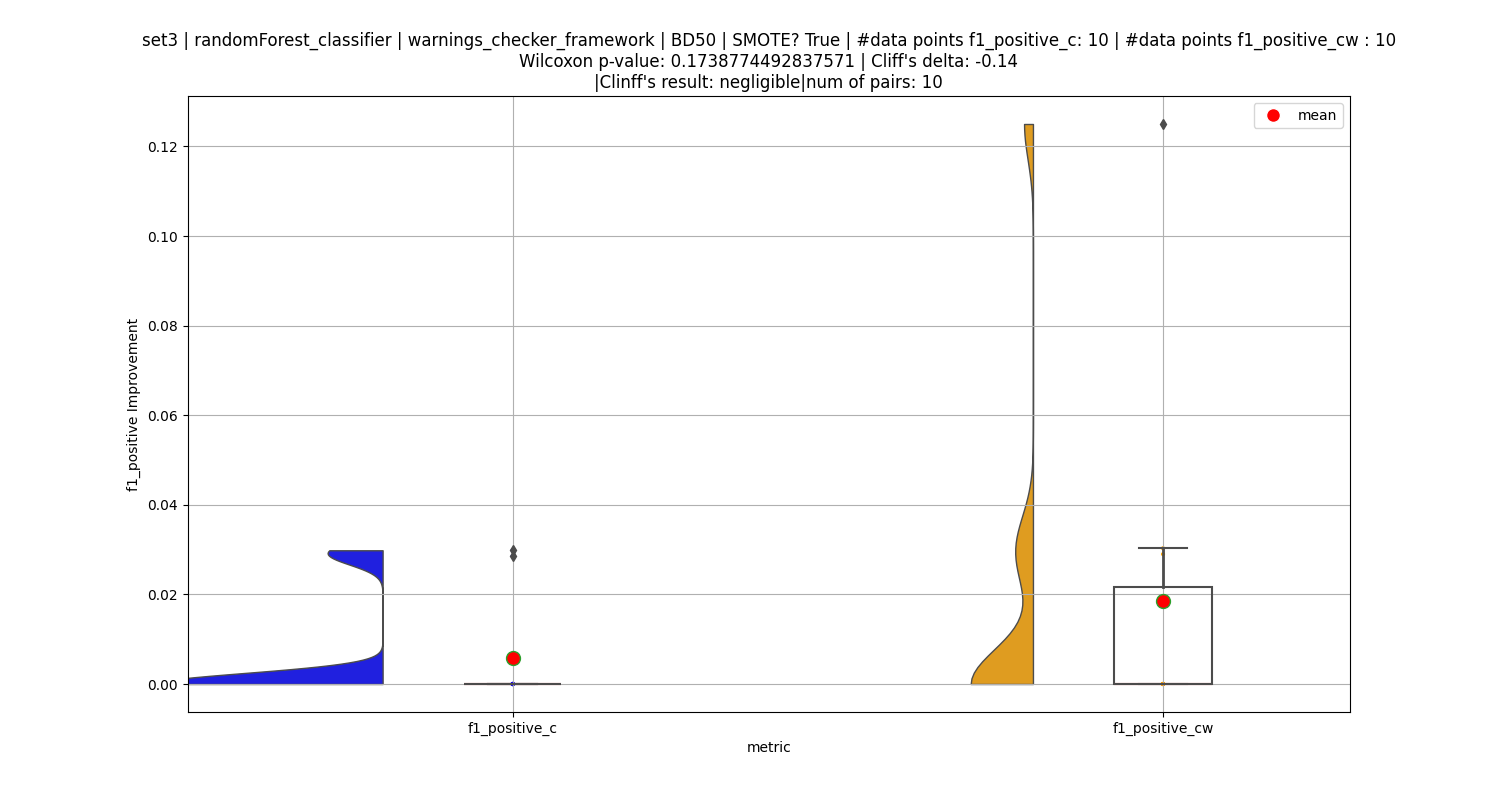 set3 | randomForest_classifier | warnings_checker_framework | BD50 | SMOTE? True | #data points f1_positive_c: 10 | #data points f1_positive_cw : 10
Wilcoxon p-value: 0.1738774492837571 | Cliff's delta: -0.14
|Clinff's result: negligible|num of pairs: 10
mean
0.12
0.10
0.08
0.06
0.04
0.02
0.00
f1_positive Improvement
f1_positive_c
f1_positive_cw
metric